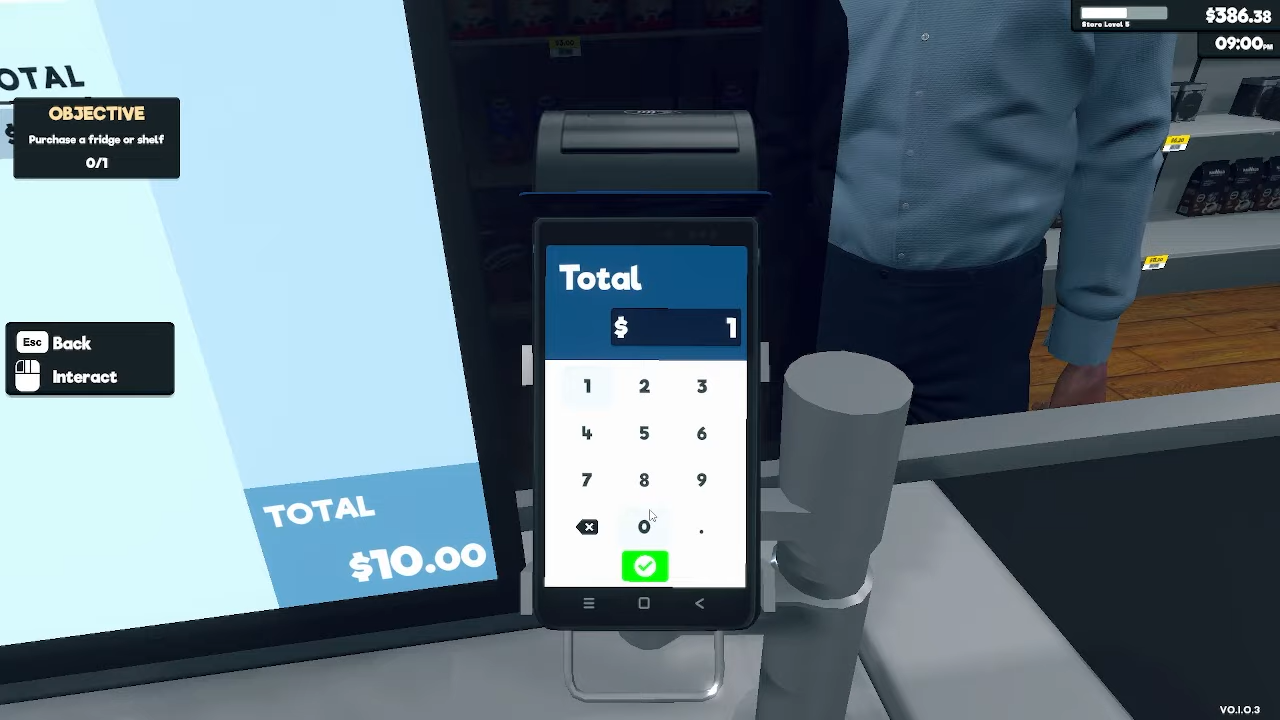 OTAL
OBJECTIVE
Purchase a fridge or shelf
0/1
Esc Back
Interact
TOTAL
$10.00
Total
$ 1
1 2 3
4 5 6
7 8 9
0 .
Store Level 5
$386.38
09:00PM
V0.1.0.3